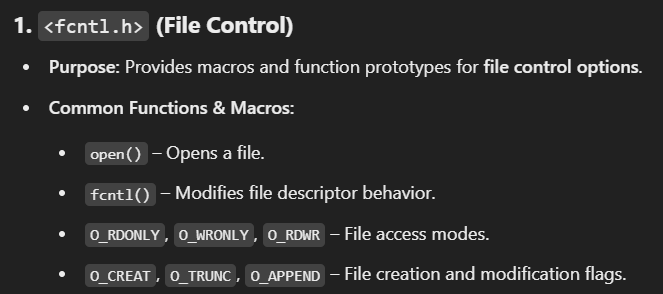 1. <fcntl.h> (File Control)
• Purpose: Provides macros and function prototypes for file control options.
• Common Functions & Macros:
• open() – Opens a file.
• fcntl() – Modifies file descriptor behavior.
• O_RDONLY, O_WRONLY, O_RDWR – File access modes.
• O_CREAT, O_TRUNC, O_APPEND – File creation and modification flags.